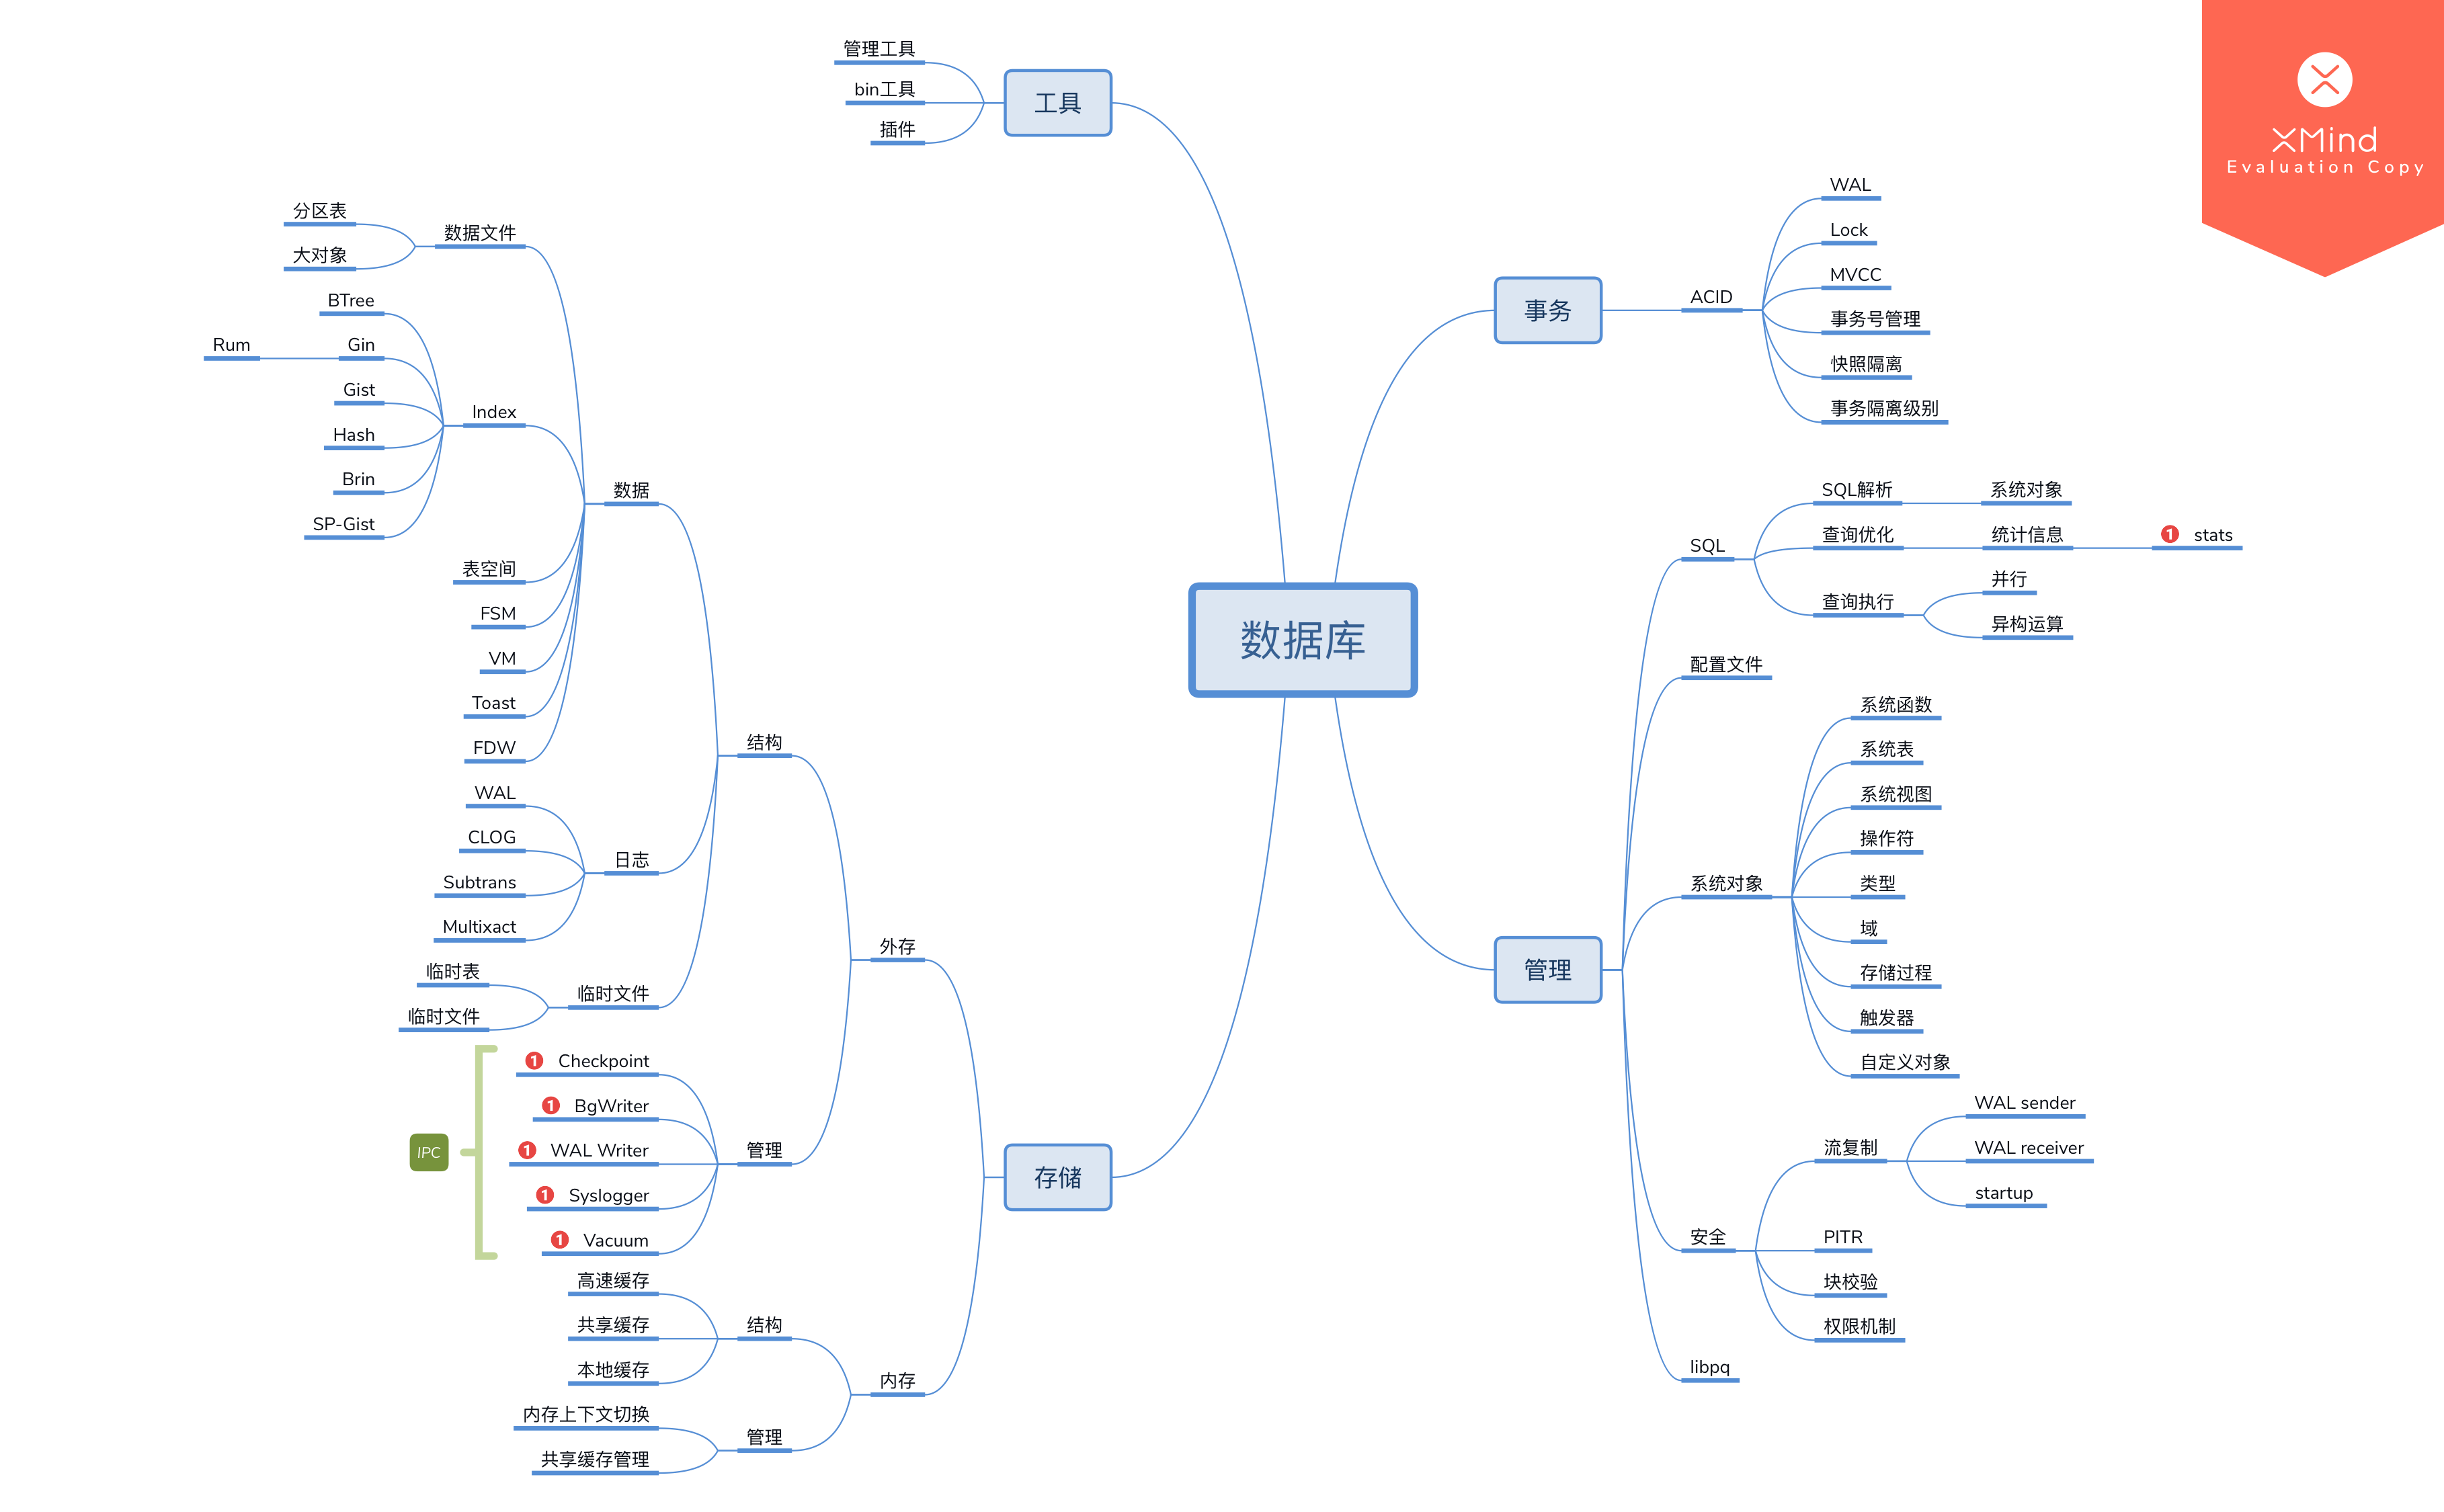 数据库
事务
ACID
WAL
Lock
MVCC
事务号管理
快照隔离
事务隔离级别
管理
SQL
SQL解析
系统对象
查询优化
统计信息
1 stats
查询执行
并行
异构运算
配置文件
系统对象
系统函数
系统表
系统视图
操作符
类型
域
存储过程
触发器
自定义对象
安全
流复制
WAL sender
WAL receiver
startup
PITR
块校验
权限机制
libpq
工具
管理工具
bin工具
插件
存储
外存
结构
数据
数据文件
分区表
大对象
Index
BTree
Gin
Rum
Gist
Hash
Brin
SP-Gist
表空间
FSM
VM
Toast
FDW
日志
WAL
CLOG
Subtrans
Multixact
临时文件
临时表
临时文件
管理
1 Checkpoint
1 BgWriter
1 WAL Writer
1 Syslogger
1 Vacuum
IPC
内存
结构
高速缓存
共享缓存
本地缓存
管理
内存上下文切换
共享缓存管理
XMind
Evaluation Copy